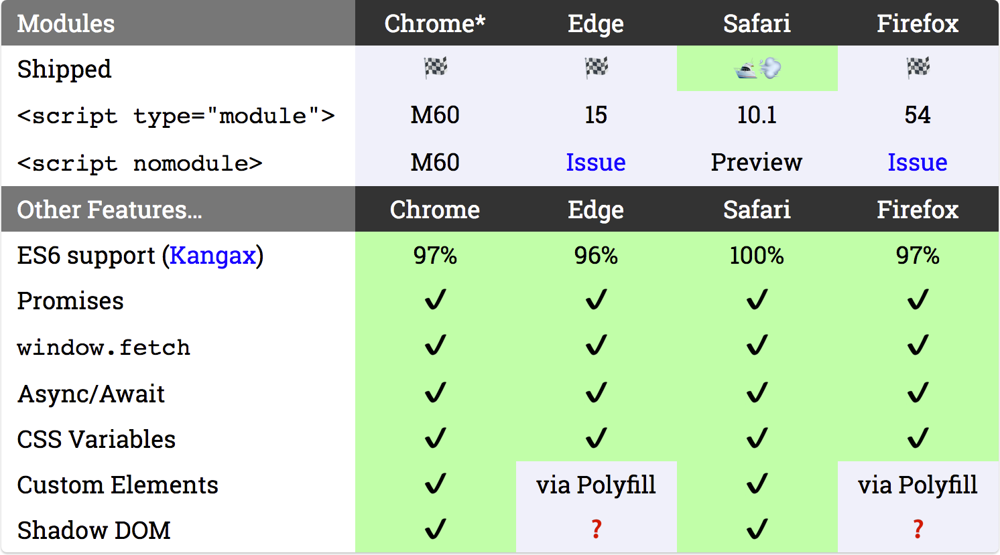 Modules Chrome* Edge Safari Firefox
Shipped 🏁 🏁 🛥💨 🏁
<script type="module"> M60 15 10.1 54
<script nomodule> M60 Issue Preview Issue
Other Features... Chrome Edge Safari Firefox
ES6 support (Kangax) 97% 96% 100% 97%
Promises ✔ ✔ ✔ ✔
window.fetch ✔ ✔ ✔ ✔
Async/Await ✔ ✔ ✔ ✔
CSS Variables ✔ ✔ ✔ ✔
Custom Elements ✔ via Polyfill ✔ via Polyfill
Shadow DOM ✔ ? ✔ ?